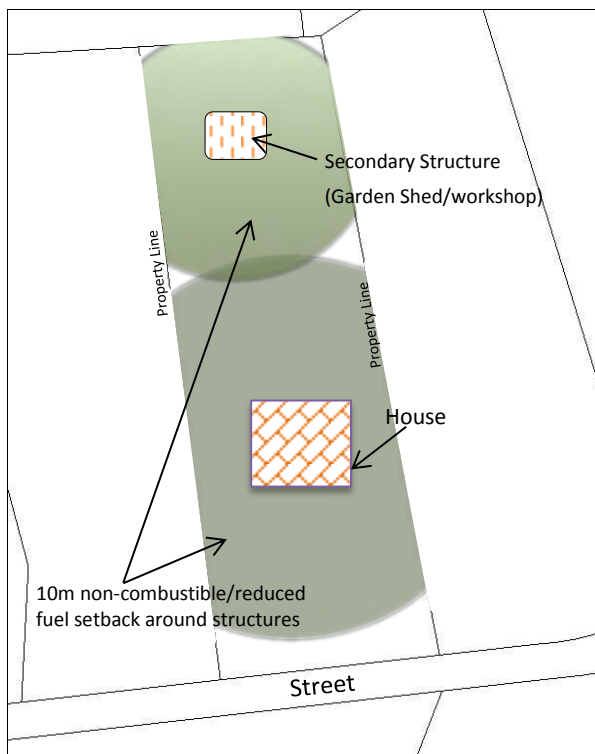 Secondary Structure
(Garden Shed/workshop)
Property Line
Property Line
House
10m non-combustible/reduced
fuel setback around structures
Street